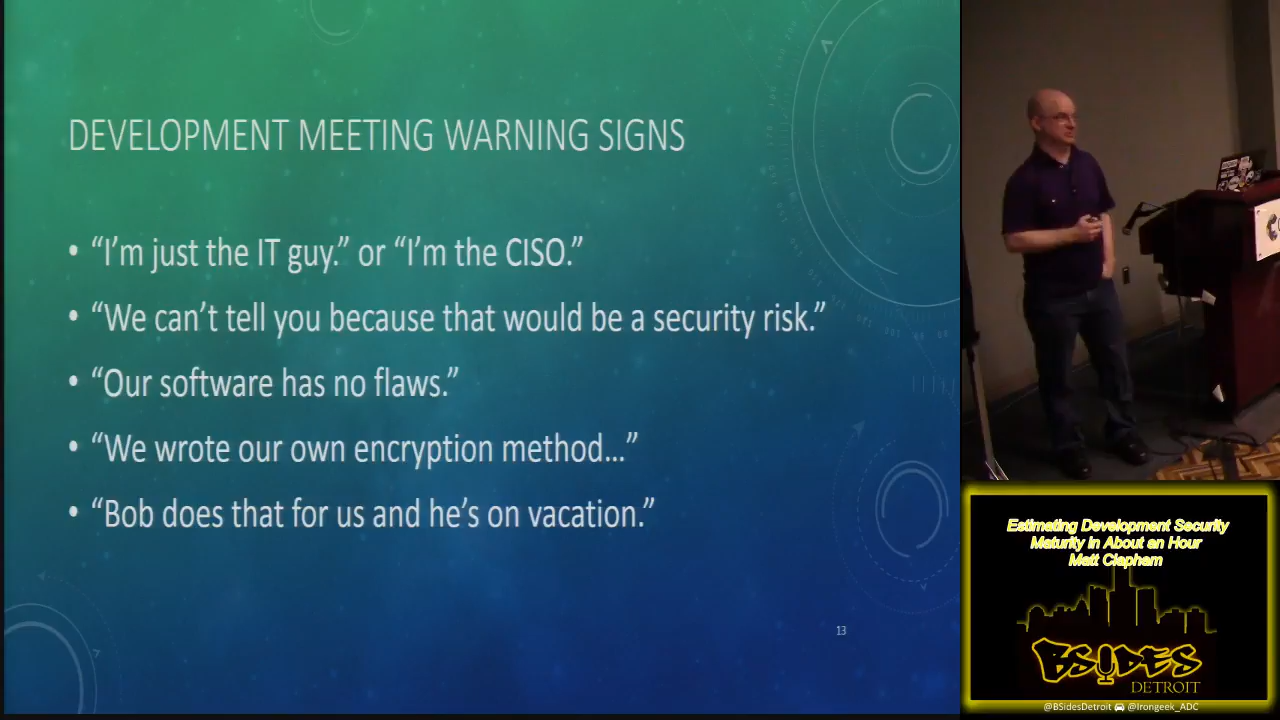 DEVELOPMENT MEETING WARNING SIGNS
• “I’m just the IT guy.” or “I’m the CISO.”
• “We can’t tell you because that would be a security risk.”
• “Our software has no flaws.”
• “We wrote our own encryption method…”
• “Bob does that for us and he’s on vacation.”
13
Estimating Development Security
Maturity in About an Hour
Matt Clapham
BSIDES
DETROIT
@BSidesDetroit @Irongeek_ADC